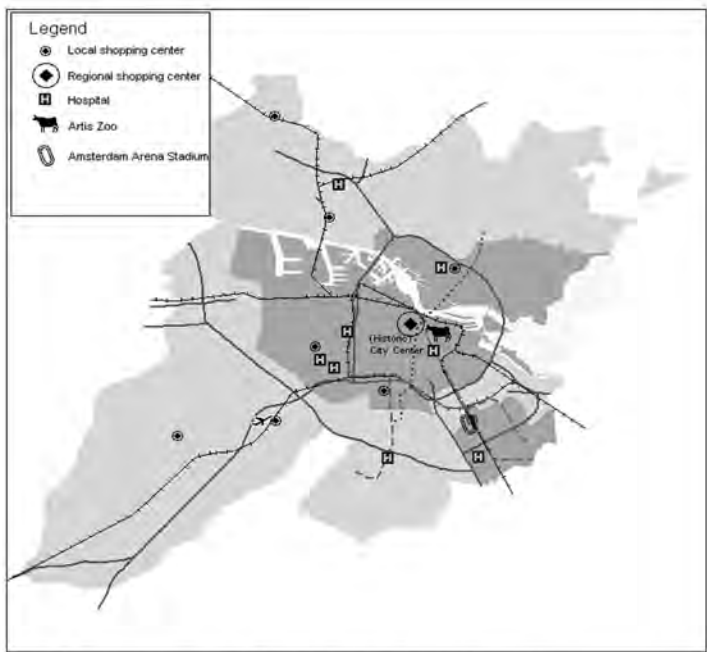 Legend
Local shopping center
Regional shopping center
H Hospital
Artis Zoo
Amsterdam Arena Stadium
H
H
H
(Historic)
City Center
H
H
H
H
H